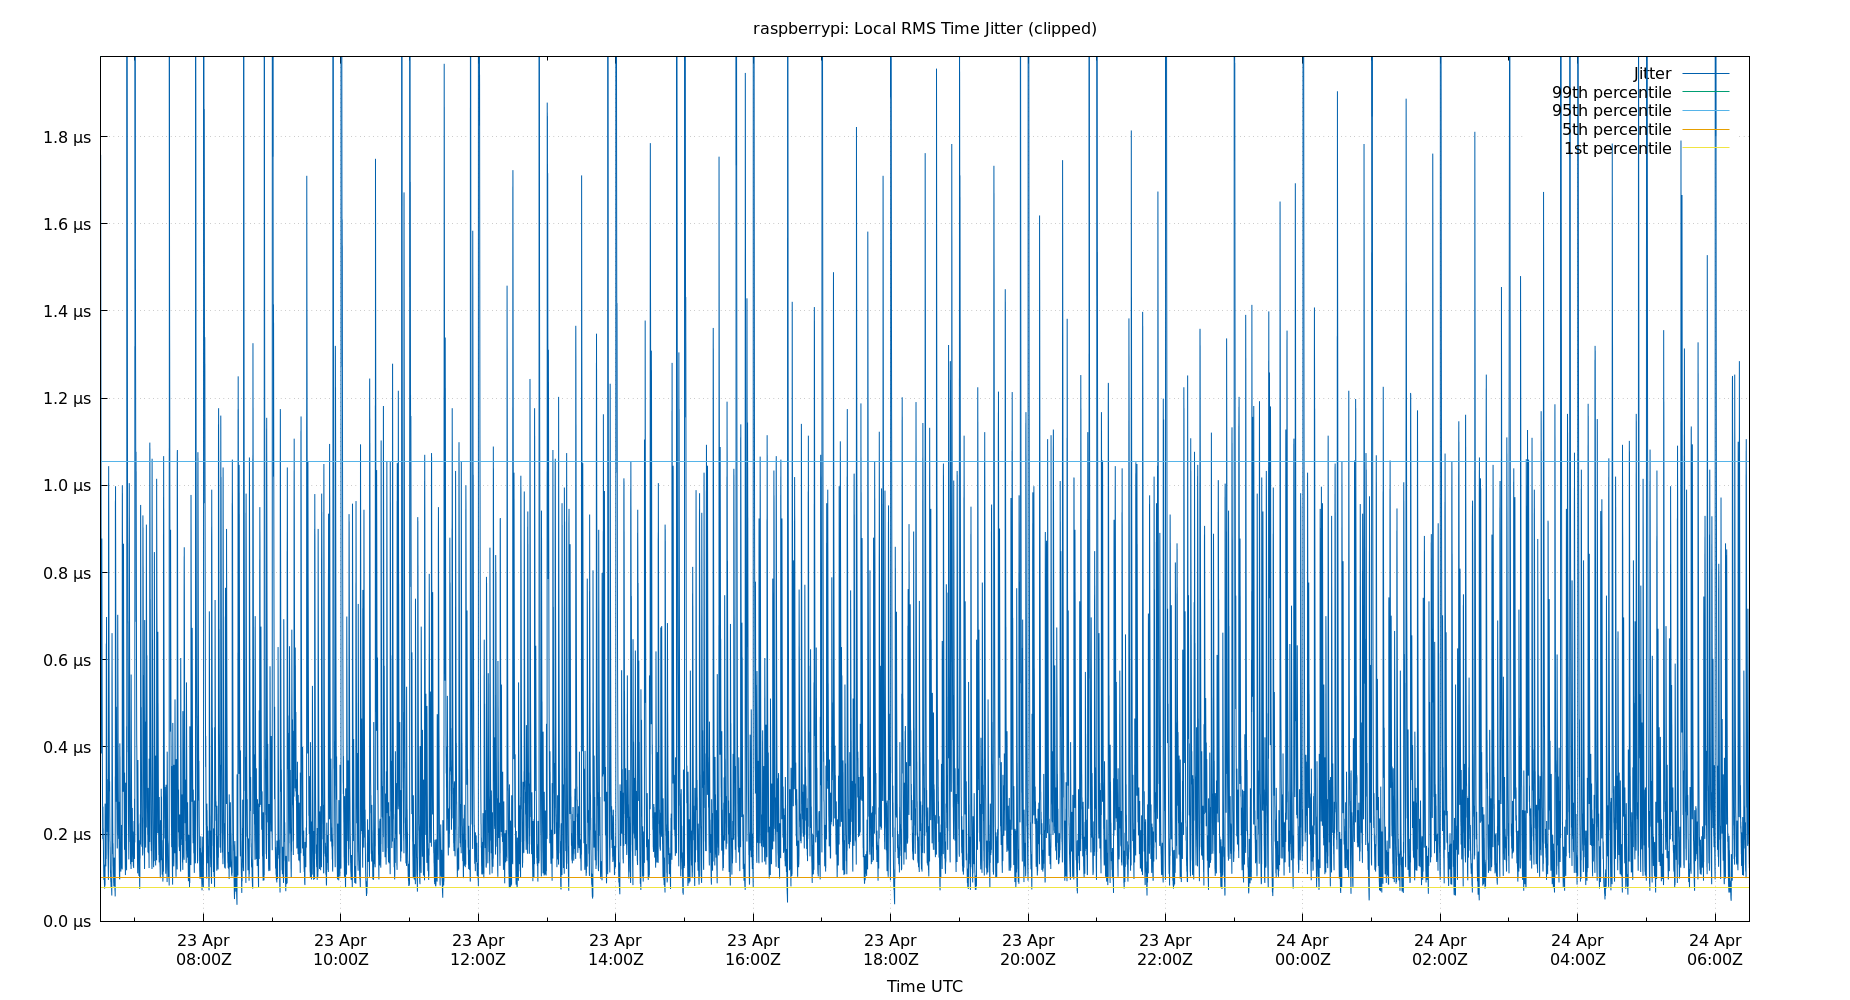 raspberrypi: Local RMS Time Jitter (clipped)
Jitter
99th percentile
95th percentile
5th percentile
1st percentile
1.8 µs
1.6 µs
1.4 µs
1.2 µs
1.0 µs
0.8 µs
0.6 µs
0.4 µs
0.2 µs
0.0 µs
23 Apr 23 Apr 23 Apr 23 Apr 23 Apr 23 Apr 23 Apr 23 Apr 24 Apr 24 Apr 24 Apr 24 Apr
08:00Z 10:00Z 12:00Z 14:00Z 16:00Z 18:00Z 20:00Z 22:00Z 00:00Z 02:00Z 04:00Z 06:00Z
Time UTC